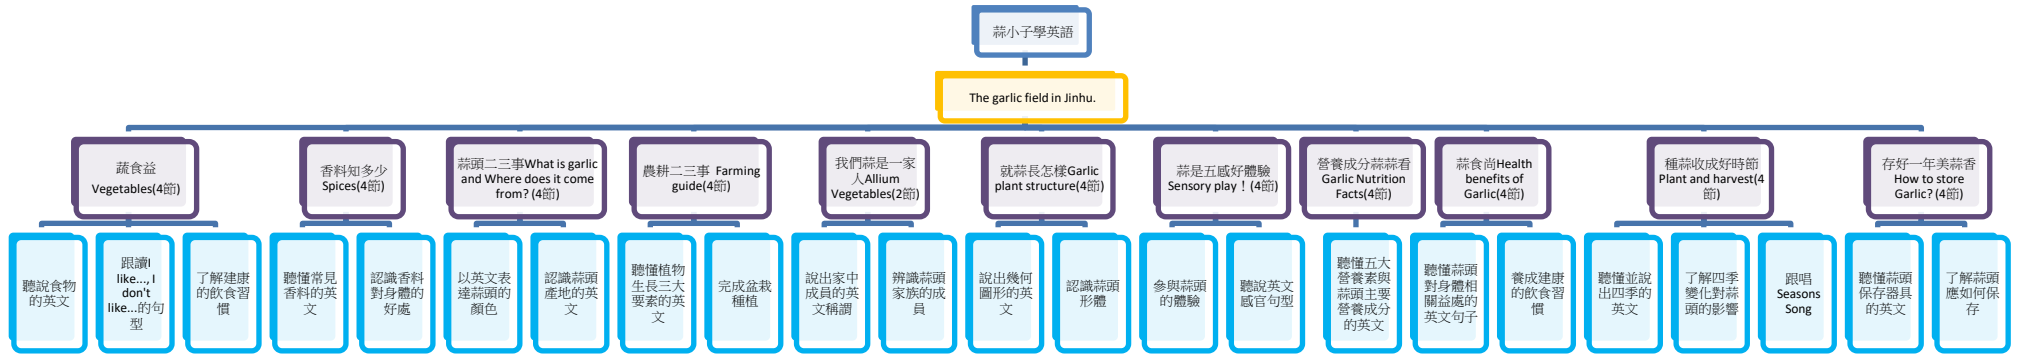 蒜小子學英語
The garlic field in Jinhu.
蔬食益
Vegetables(4節)
香料知多少
Spices(4節)
蒜頭二三事What is garlic
and Where does it come
from? (4節)
農耕二三事 Farming
guide(4節)
我們蒜是一家
人Allium
Vegetables(2節)
就蒜長怎樣Garlic
plant structure(4節)
蒜是五感好體驗
Sensory play！(4節)
營養成分蒜蒜看
Garlic Nutrition
Facts(4節)
蒜食尚Health
benefits of
Garlic(4節)
種蒜收成好時節
Plant and harvest(4
節)
存好一年美蒜香
How to store
Garlic? (4節)
聽說食物
的英文
跟讀I
like..., I
don't
like...的句
型
了解建康
的飲食習
慣
聽懂常見
香料的英
文
認識香料
對身體的
好處
以英文表
達蒜頭的
顏色
認識蒜頭
產地的英
文
聽懂植物
生長三大
要素的英
文
完成盆栽
種植
說出家中
成員的英
文稱謂
辨識蒜頭
家族的成
員
說出幾何
圖形的英
文
認識蒜頭
形體
參與蒜頭
的體驗
聽說英文
感官句型
聽懂五大
營養素與
蒜頭主要
營養成分
的英文
聽懂蒜頭
對身體相
關益處的
英文句子
養成建康
的飲食習
慣
聽懂並說
出四季的
英文
了解四季
變化對蒜
頭的影響
跟唱
Seasons
Song
聽懂蒜頭
保存器具
的英文
了解蒜頭
應如何保
存